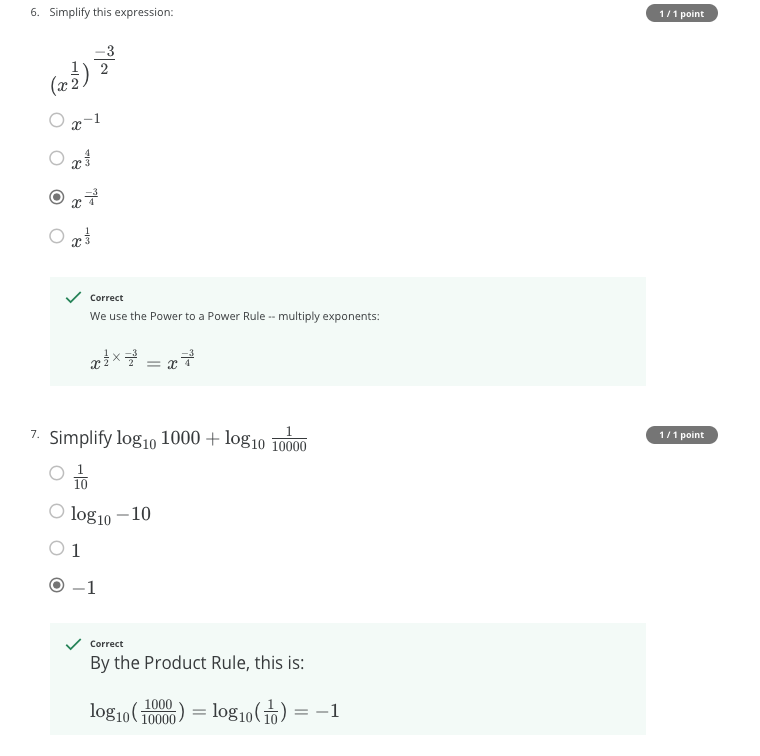 6. Simplify this expression:
1 / 1 point
(x^{\frac{1}{2}})^{\frac{-3}{2}}
x^{-1}
x^{\frac{4}{3}}
x^{\frac{-3}{4}}
x^{\frac{1}{3}}
Correct
We use the Power to a Power Rule -- multiply exponents:
x^{\frac{1}{2} × \frac{-3}{2}} = x^{\frac{-3}{4}}
7. Simplify log_{10} 1000 + log_{10} \frac{1}{10000}
1 / 1 point
\frac{1}{10}
log_{10} −10
1
−1
Correct
By the Product Rule, this is:
log_{10}(\frac{1000}{10000}) = log_{10}(\frac{1}{10}) = −1